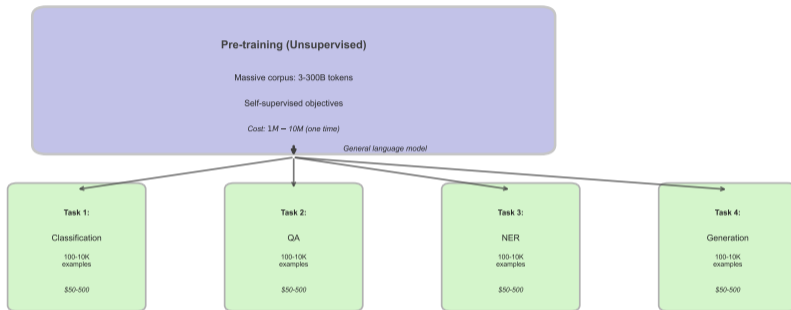 Pre-training (Unsupervised)
Massive corpus: 3-300B tokens
Self-supervised objectives
Cost: 1M − 10M (one time)
General language model
Task 1:
Classification
100-10K
examples
$50-500
Task 2:
QA
100-10K
examples
$50-500
Task 3:
NER
100-10K
examples
$50-500
Task 4:
Generation
100-10K
examples
$50-500